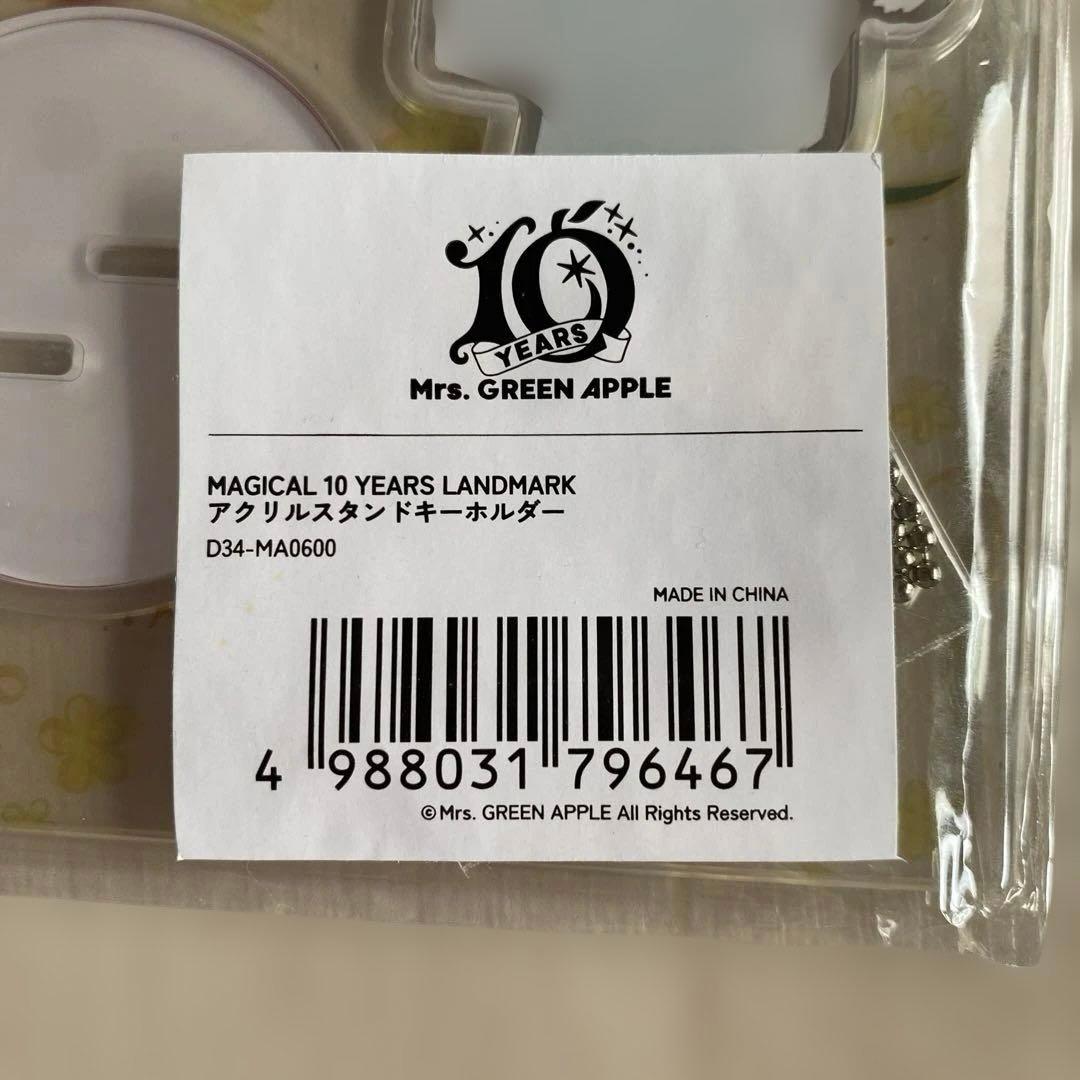 10
YEARS
Mrs. GREEN APPLE
MAGICAL 10 YEARS LANDMARK
アクリルスタンドキーホルダー
D34-MA0600
MADE IN CHINA
4 988031 796467
©Mrs. GREEN APPLE All Rights Reserved.